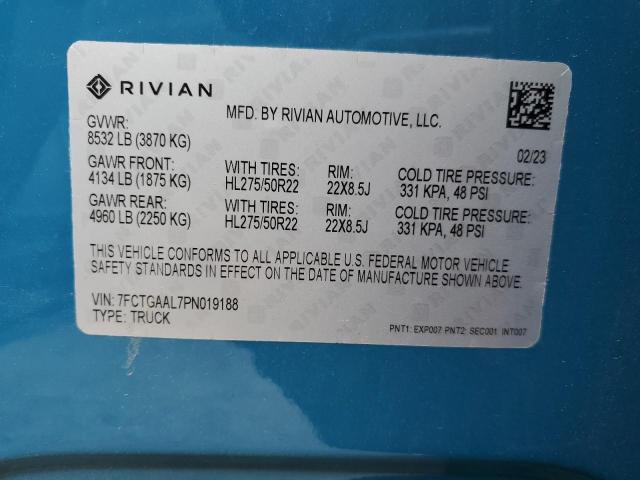 RIVIAN
MFD. BY RIVIAN AUTOMOTIVE, LLC.
GVWR:
8532 LB (3870 KG)
02/23
GAWR FRONT: WITH TIRES: RIM: COLD TIRE PRESSURE:
4134 LB (1875 KG) HL275/50R22 22X8.5J 331 KPA, 48 PSI
GAWR REAR: WITH TIRES: RIM: COLD TIRE PRESSURE:
4960 LB (2250 KG) HL275/50R22 22X8.5J 331 KPA, 48 PSI
THIS VEHICLE CONFORMS TO ALL APPLICABLE U.S. FEDERAL MOTOR VEHICLE
SAFETY STANDARDS IN EFFECT ON THE DATE OF MANUFACTURE SHOWN ABOVE.
VIN: 7FCTGAAL7PN019188
TYPE: TRUCK
PNT1: EXP007 PNT2: SEC001 INT007